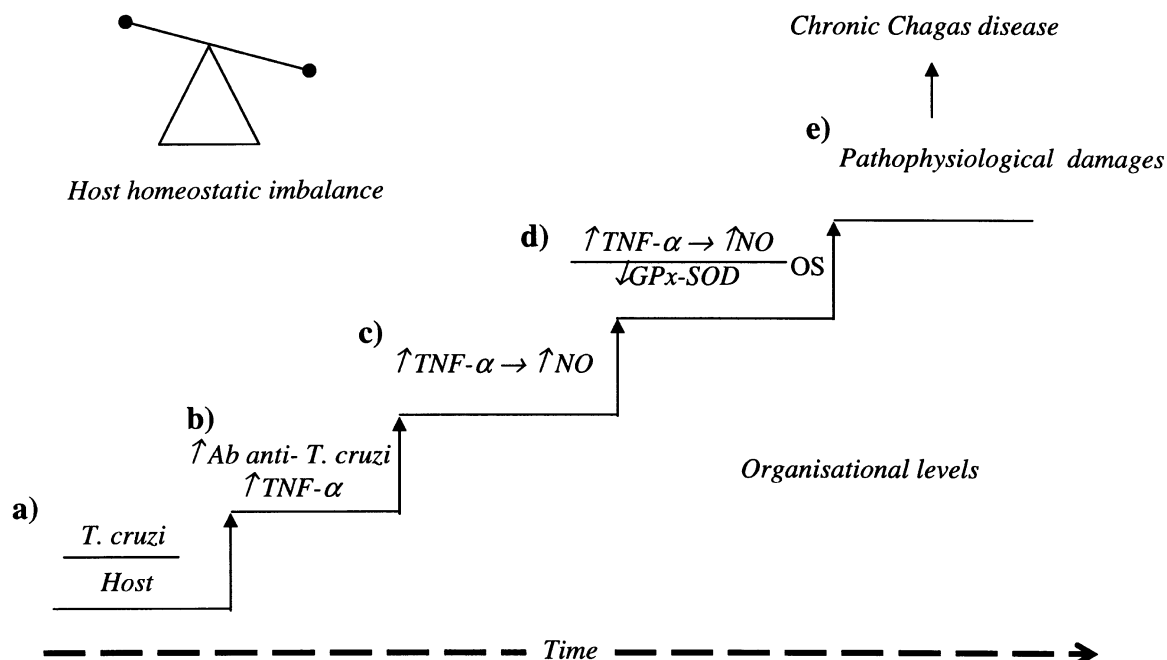 Chronic Chagas disease
Host homeostatic imbalance
e)
Pathophysiological damages
d)
↑TNF-α → ↑NO
↓GPx-SOD
OS
c)
↑TNF-α → ↑NO
b)
↑Ab anti- T. cruzi
↑TNF-α
Organisational levels
a)
T. cruzi
Host
Time